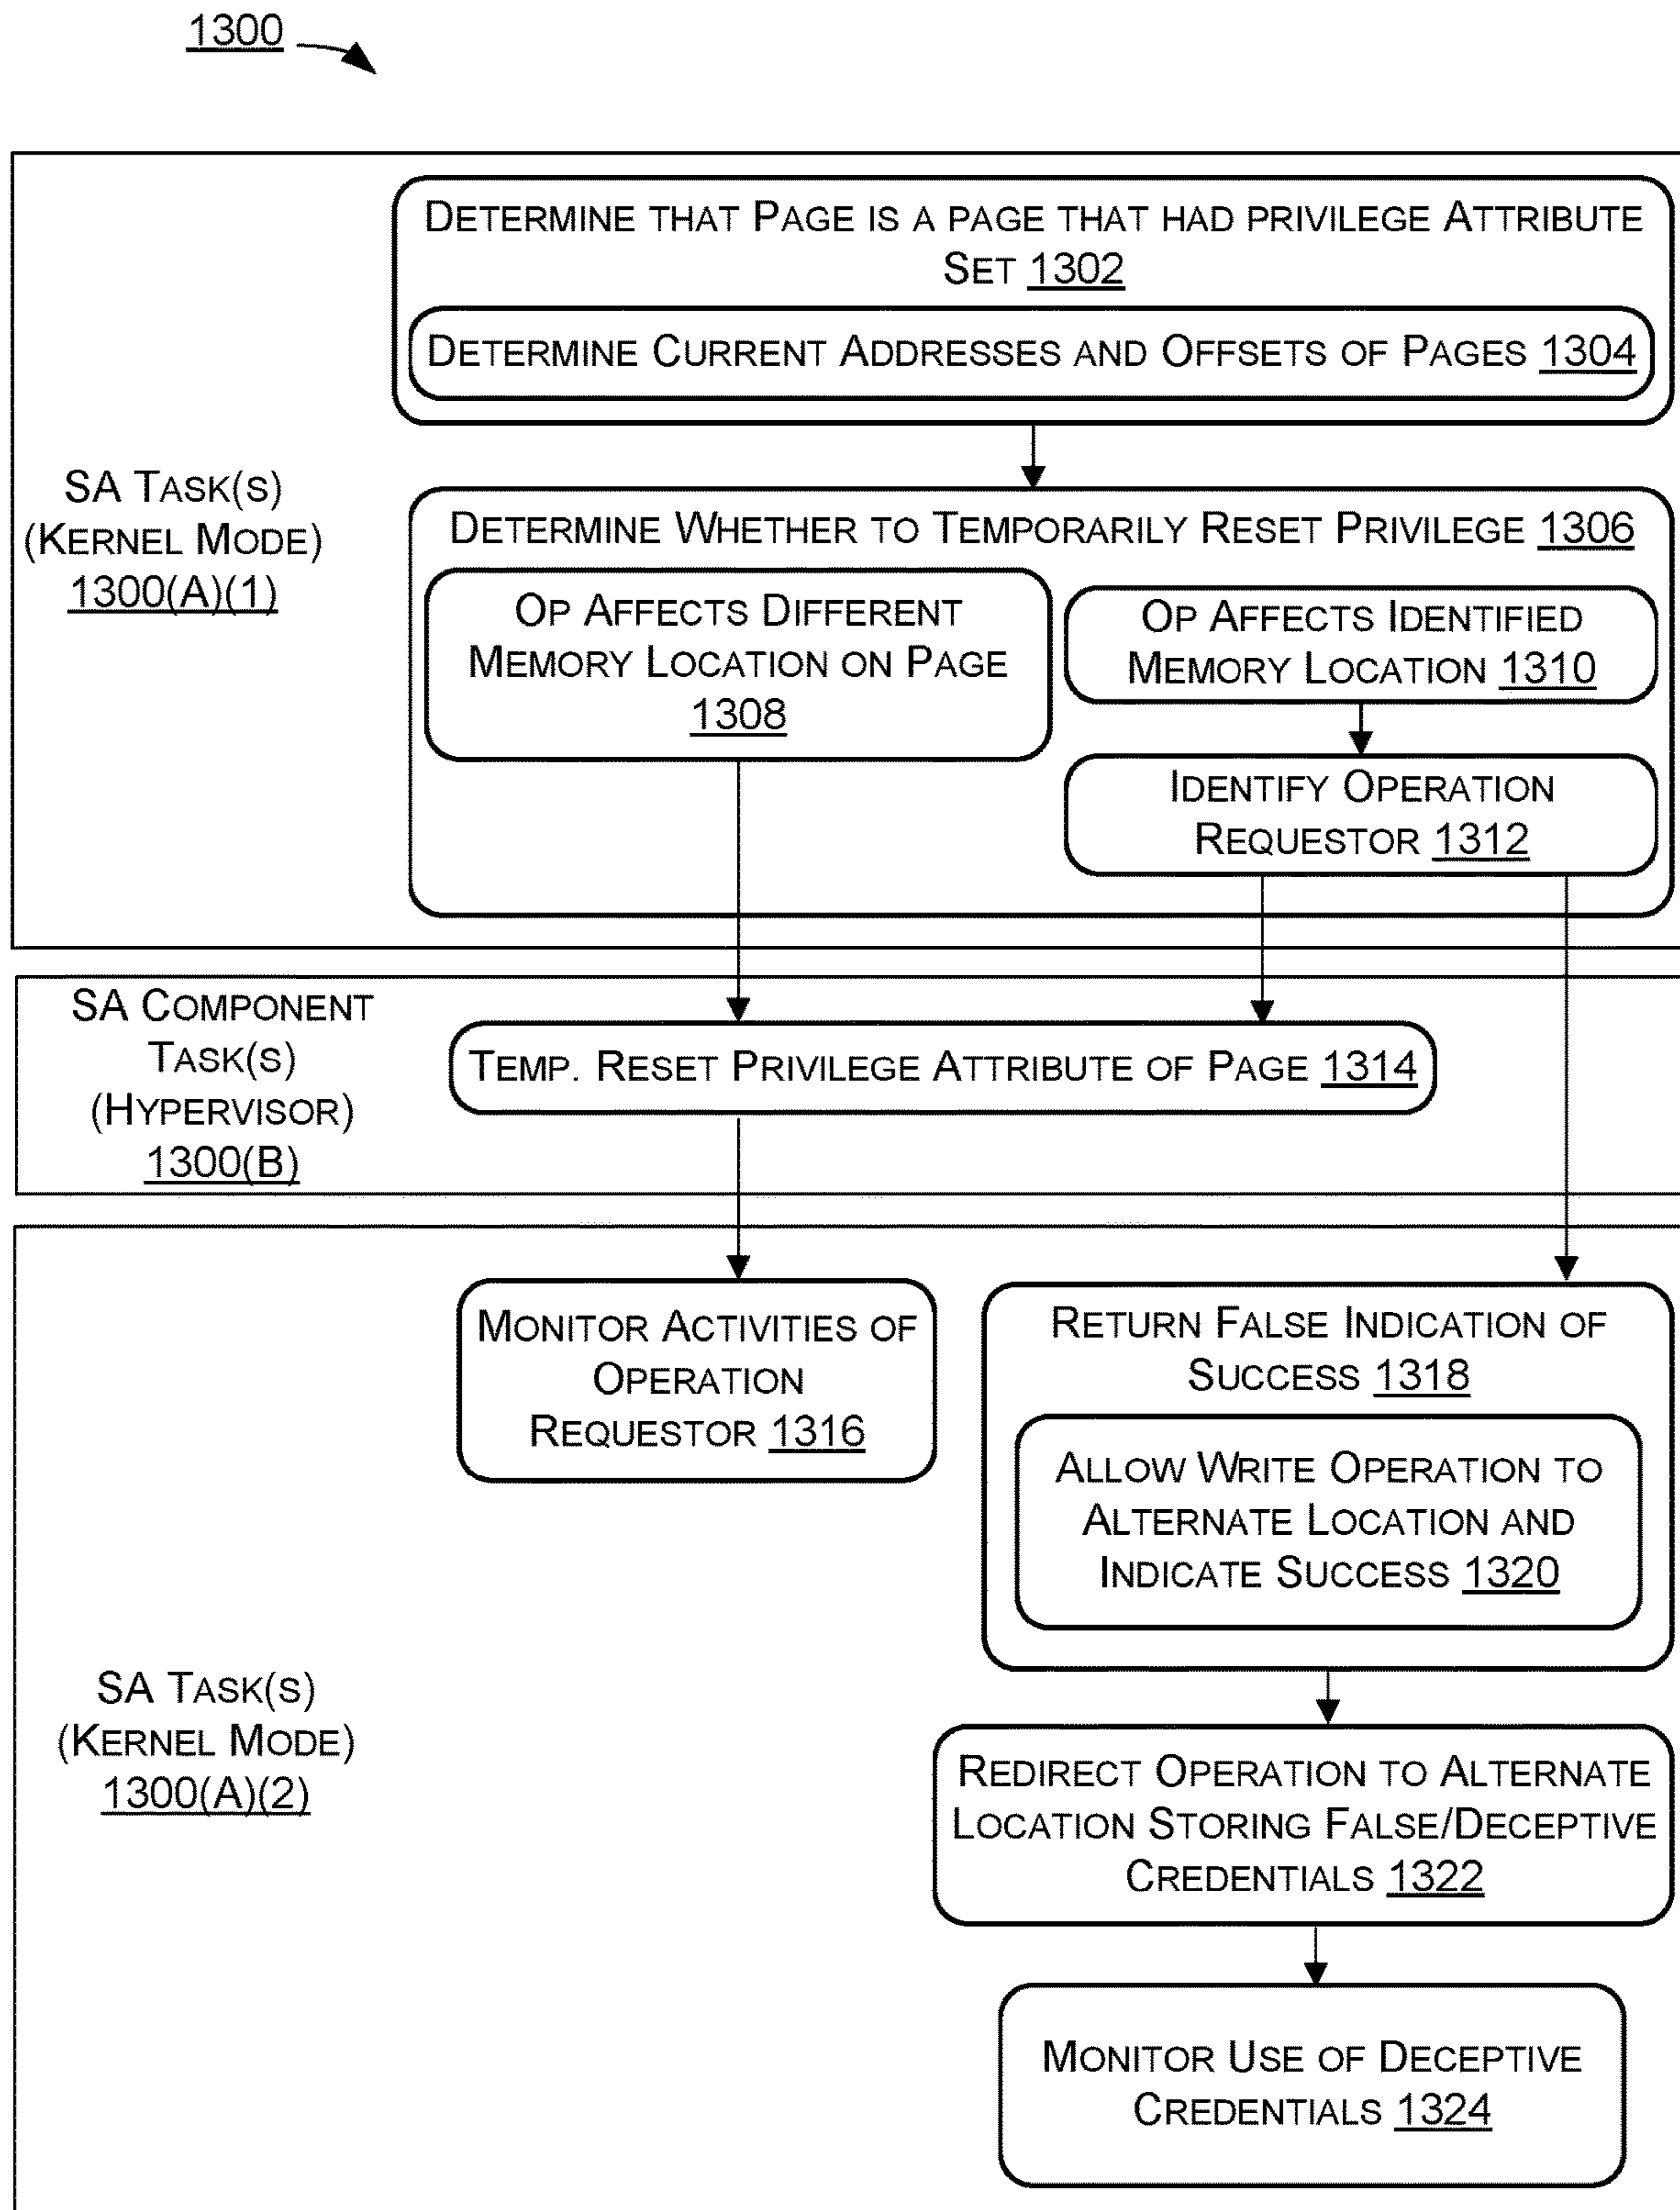 1300
DETERMINE THAT PAGE IS A PAGE THAT HAD PRIVILEGE ATTRIBUTE
SET 1302
DETERMINE CURRENT ADDRESSES AND OFFSETS OF PAGES 1304
SA TASK(S)
(KERNEL MODE)
1300(A)(1)
DETERMINE WHETHER TO TEMPORARILY RESET PRIVILEGE 1306
OP AFFECTS DIFFERENT
MEMORY LOCATION ON PAGE
1308
OP AFFECTS IDENTIFIED
MEMORY LOCATION 1310
IDENTIFY OPERATION
REQUESTOR 1312
SA COMPONENT
TASK(S)
(HYPERVISOR)
1300(B)
TEMP. RESET PRIVILEGE ATTRIBUTE OF PAGE 1314
MONITOR ACTIVITIES OF
OPERATION
REQUESTOR 1316
RETURN FALSE INDICATION OF
SUCCESS 1318
ALLOW WRITE OPERATION TO
ALTERNATE LOCATION AND
INDICATE SUCCESS 1320
SA TASK(S)
(KERNEL MODE)
1300(A)(2)
REDIRECT OPERATION TO ALTERNATE
LOCATION STORING FALSE/DECEPTIVE
CREDENTIALS 1322
MONITOR USE OF DECEPTIVE
CREDENTIALS 1324